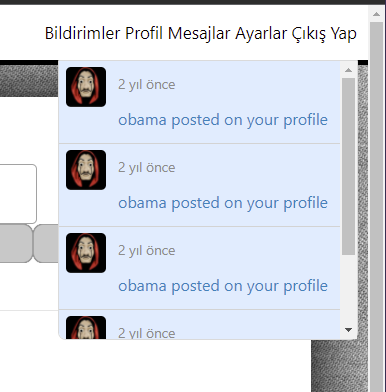 Bildirimler Profil Mesajlar Ayarlar Çıkış Yap
2 yıl önce
obama posted on your profile
2 yıl önce
obama posted on your profile
2 yıl önce
obama posted on your profile
2 yıl önce